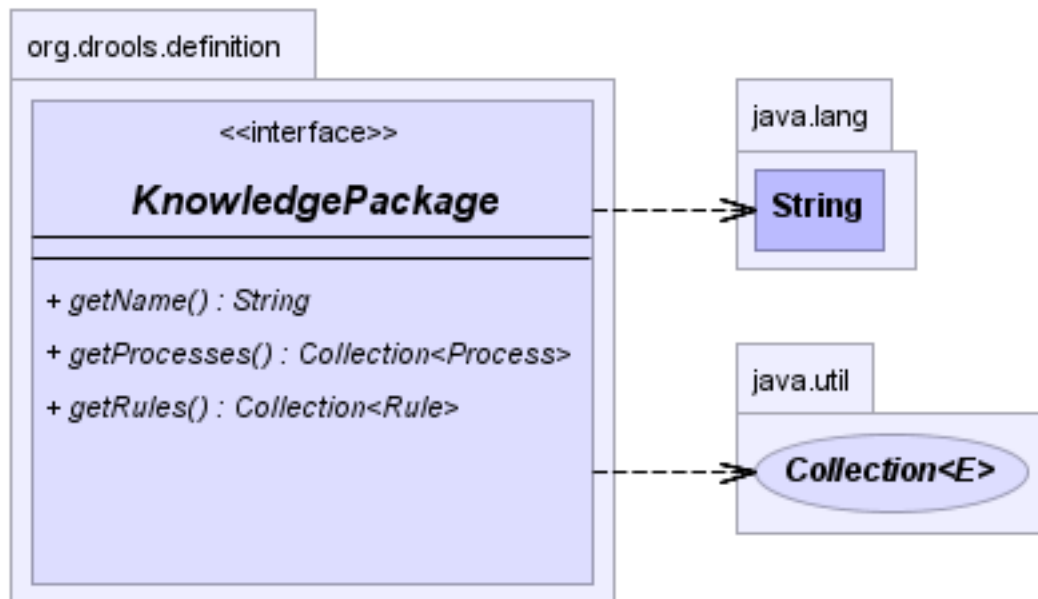 org.drools.definition
<<interface>>
KnowledgePackage
+ getName() : String
+ getProcesses() : Collection<Process>
+ getRules() : Collection<Rule>
java.lang
String
java.util
Collection<E>